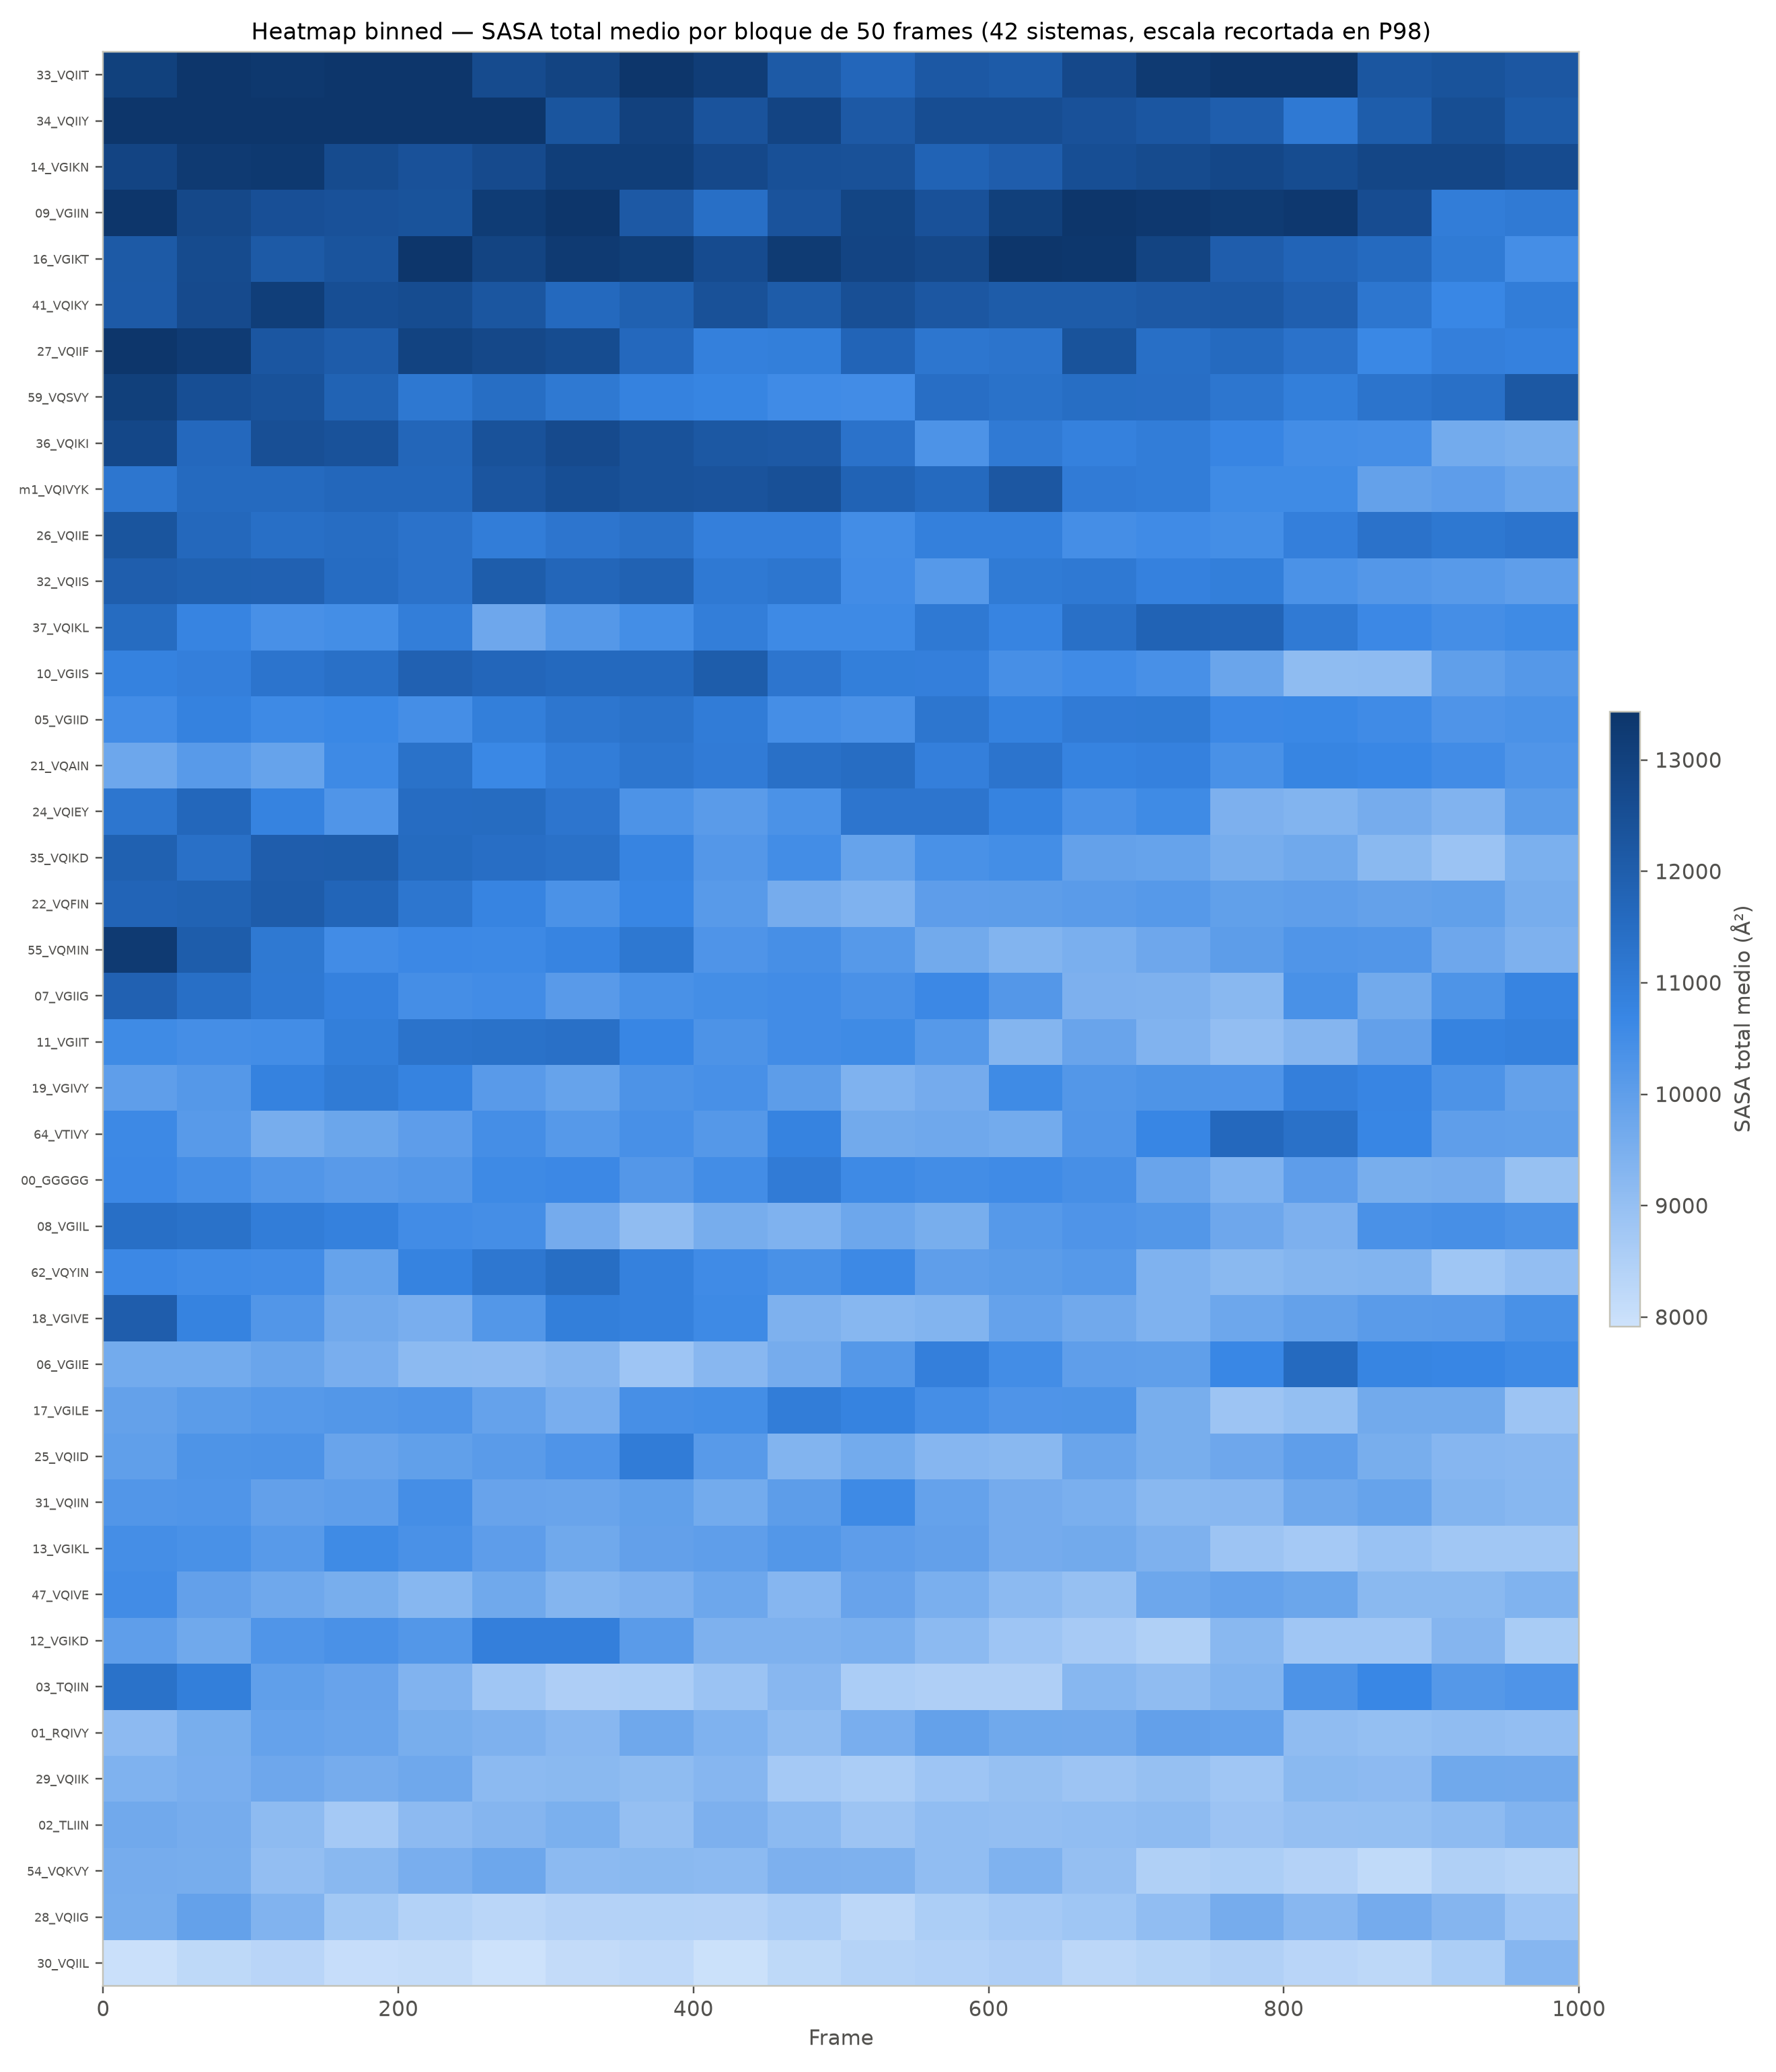 Heatmap binned — SASA total medio por bloque de 50 frames (42 sistemas, escala recortada en P98)
33_VQIIT
34_VQIIY
14_VGIKN
09_VGIIN
16_VGIKT
41_VQIKY
27_VQIIF
59_VQSVY
36_VQIKI
m1_VQIVYK
26_VQIIE
32_VQIIS
37_VQIKL
10_VGIIS
05_VGIID
21_VQAIN
24_VQIEY
35_VQIKD
22_VQFIN
55_VQMIN
07_VGIIG
11_VGIIT
19_VGIVY
64_VTIVY
00_GGGGG
08_VGIIL
62_VQYIN
18_VGIVE
06_VGIIE
17_VGILE
25_VQIID
31_VQIIN
13_VGIKL
47_VQIVE
12_VGIKD
03_TQIIN
01_RQIVY
29_VQIIK
02_TLIIN
54_VQKVY
28_VQIIG
30_VQIIL
0 200 400 600 800 1000
Frame
13000
12000
11000
10000
9000
8000
SASA total medio (Å²)